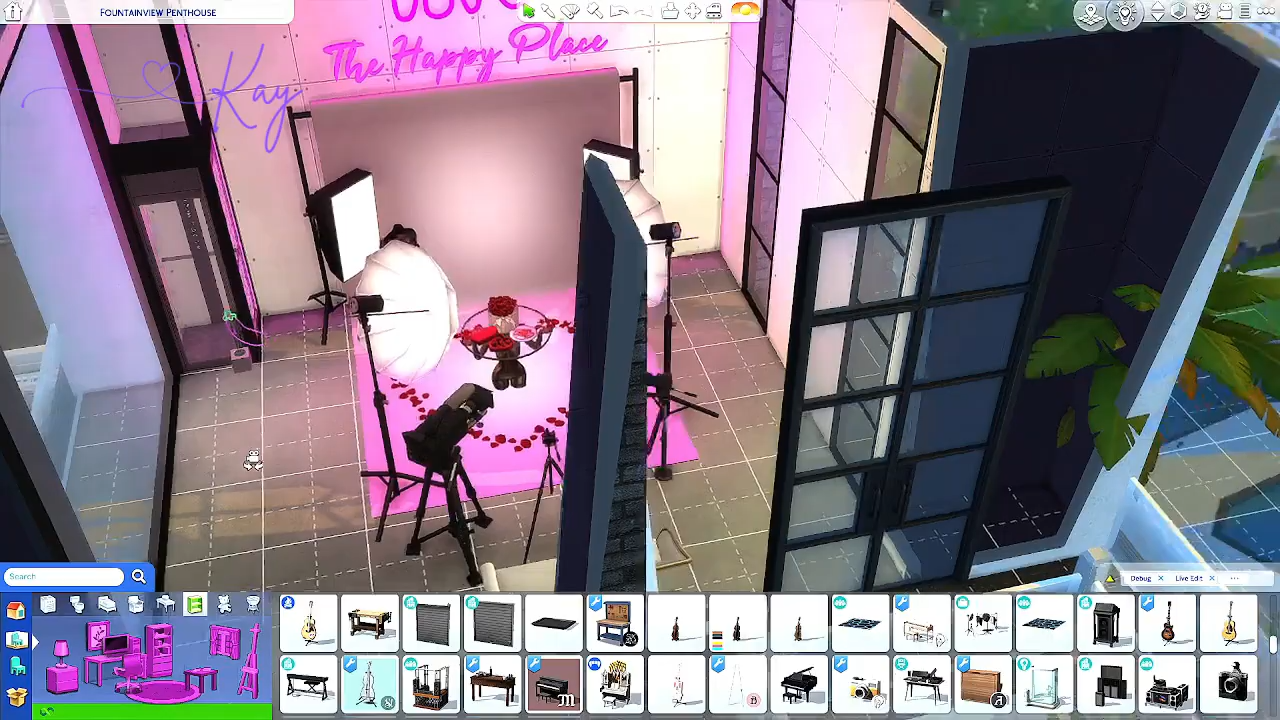 FOUNTAINVIEW PENTHOUSE
The Happy Place
Kay
Search
Debug
Live Edit